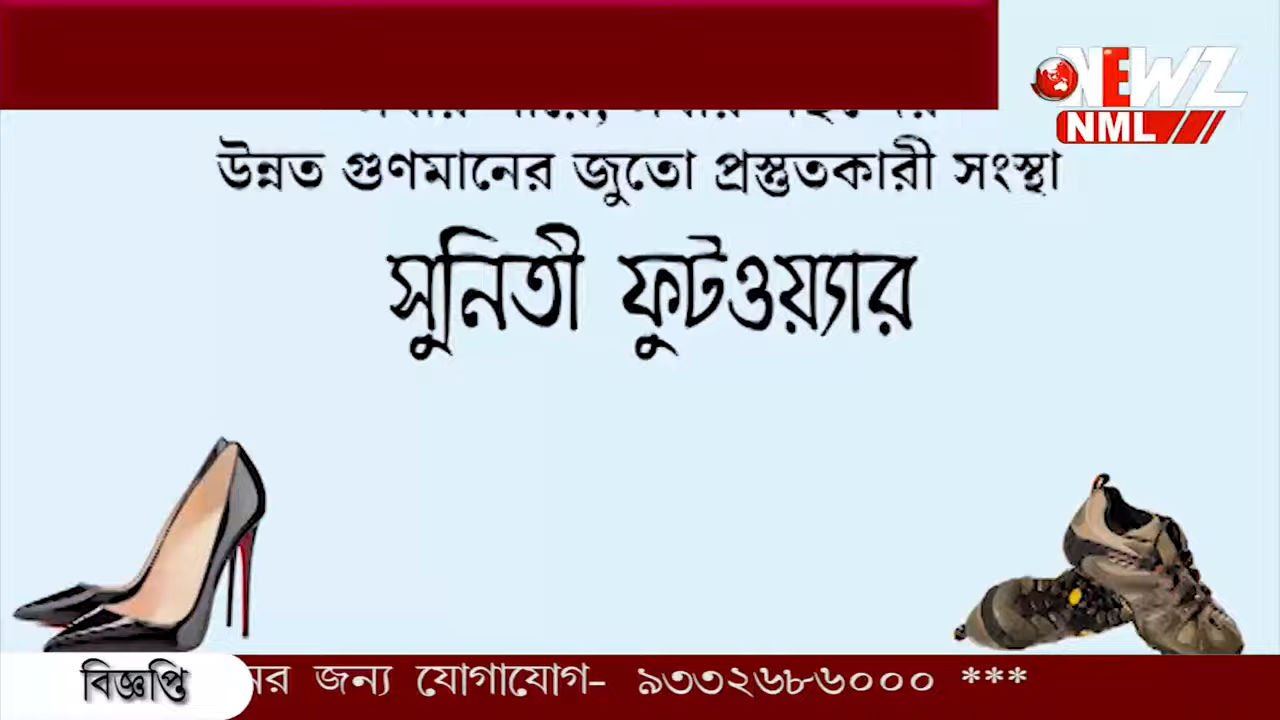 NEWZ
NML
উন্নত গুণমানের জুতো প্রস্তুতকারী সংস্থা
সুনিতী ফুটওয়্যার
বিজ্ঞপ্তি
জন্য যোগাযোগ- ৯৩৩২৬৮৬০০০ ***